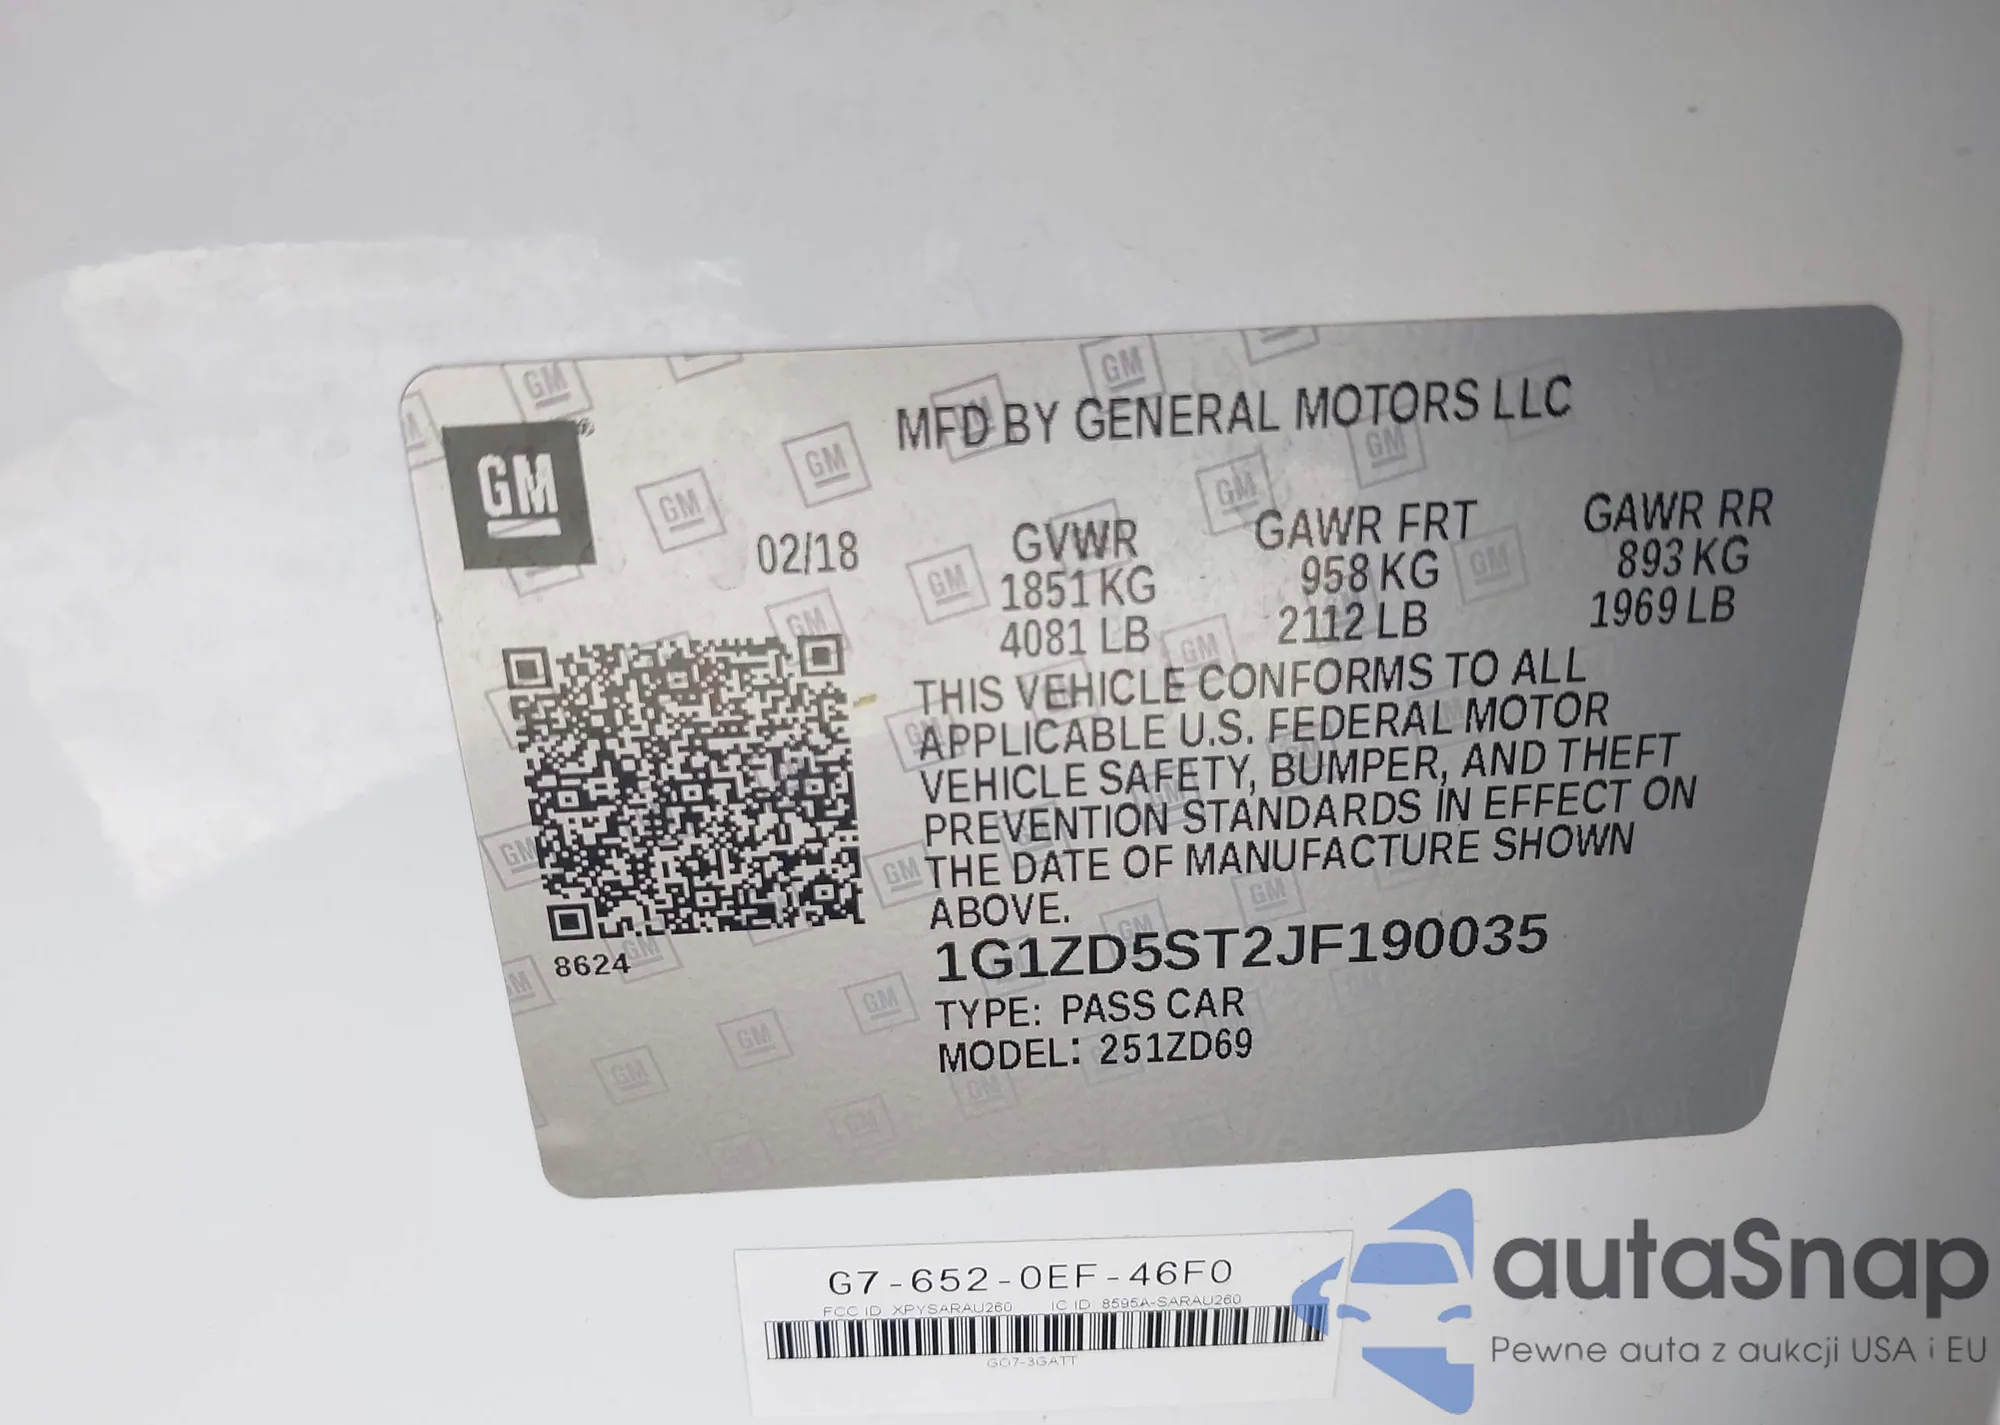 MFD BY GENERAL MOTORS LLC
GM
02/18
GVWR
1851 KG
4081 LB
GAWR FRT
958 KG
2112 LB
GAWR RR
893 KG
1969 LB
THIS VEHICLE CONFORMS TO ALL
APPLICABLE U.S. FEDERAL MOTOR
VEHICLE SAFETY, BUMPER, AND THEFT
PREVENTION STANDARDS IN EFFECT ON
THE DATE OF MANUFACTURE SHOWN
ABOVE.
8624
1G1ZD5ST2JF190035
TYPE: PASS CAR
MODEL: 251ZD69
G7-652-0EF-46F0
FCC ID XPYSARAU260 IC ID 8595A-SARAU260
G07-3GATT
autaSnap
Pewne auta z aukcji USA i EU